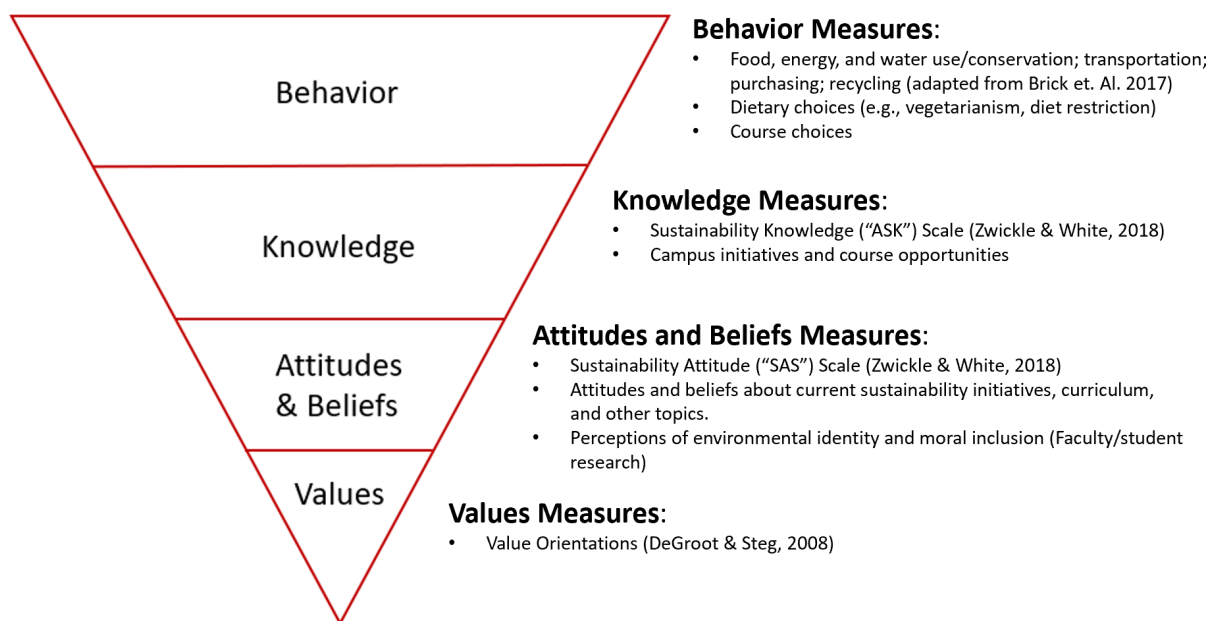 Behavior
Behavior Measures:
• Food, energy, and water use/conservation; transportation;
purchasing; recycling (adapted from Brick et. Al. 2017)
• Dietary choices (e.g., vegetarianism, diet restriction)
• Course choices
Knowledge
Knowledge Measures:
• Sustainability Knowledge (“ASK”) Scale (Zwickle & White, 2018)
• Campus initiatives and course opportunities
Attitudes
& Beliefs
Attitudes and Beliefs Measures:
• Sustainability Attitude (“SAS”) Scale (Zwickle & White, 2018)
• Attitudes and beliefs about current sustainability initiatives, curriculum,
and other topics.
• Perceptions of environmental identity and moral inclusion (Faculty/student
research)
Values
Values Measures:
• Value Orientations (DeGroot & Steg, 2008)